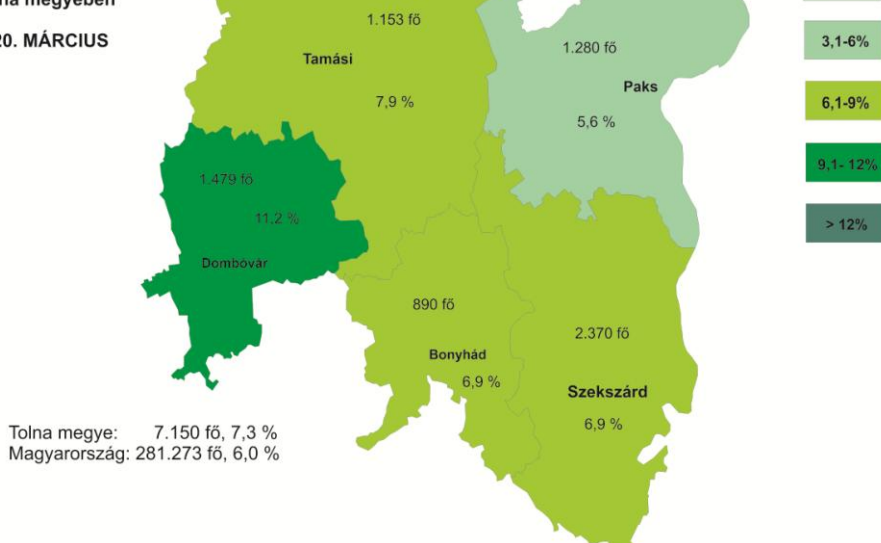 megyében
20. MÁRCIUS
1.153 fő
Tamási
7,9 %
1.280 fő
Paks
5,6 %
1.479 fő
11,2 %
Dombóvár
890 fő
Bonyhád
6,9 %
2.370 fő
Szekszárd
6,9 %
3,1-6%
6,1-9%
9,1- 12%
> 12%
Tolna megye: 7.150 fő, 7,3 %
Magyarország: 281.273 fő, 6,0 %